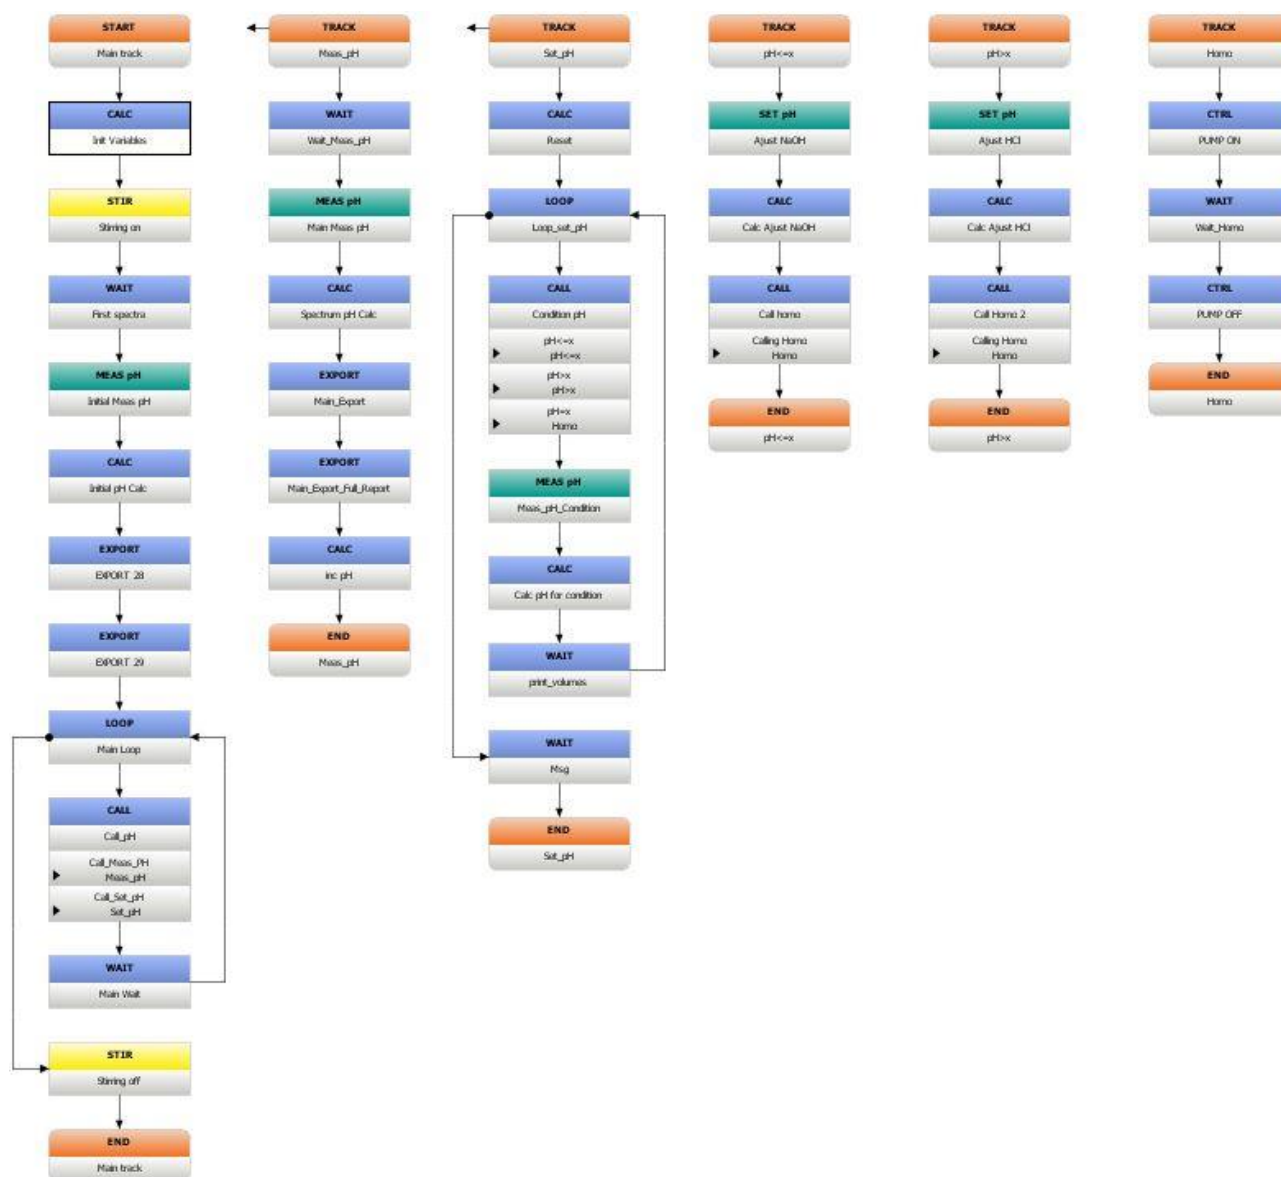 START
Main track
CALC
Init Variables
STIR
Stirring on
WAIT
First spectra
MEAS pH
Initial Meas pH
CALC
Initial pH Calc
EXPORT
EXPORT 28
EXPORT
EXPORT 29
LOOP
Main Loop
CALL
Call_pH
Call_Meas_PH
Meas_pH
Call_Set_pH
Set_pH
WAIT
Main Wait
STIR
Stirring off
END
Main track
TRACK
Meas_pH
WAIT
Wait_Meas_pH
MEAS pH
Main Meas pH
CALC
Spectrum pH Calc
EXPORT
Main_Export
EXPORT
Main_Export_Full_Report
CALC
inc pH
END
Meas_pH
TRACK
Set_pH
CALC
Reset
LOOP
Loop_set_pH
CALL
Condition pH
pH<=x
pH<=x
pH>x
pH>x
pH=x
Homo
MEAS pH
Meas_pH_Condition
CALC
Calc pH for condition
WAIT
print_volumes
WAIT
Msg
END
Set_pH
TRACK
pH<=x
SET pH
Ajust NaOH
CALC
Calc Ajust NaOH
CALL
Call homo
Calling Homo
Homo
END
pH<=x
TRACK
pH>x
SET pH
Ajust HCl
CALC
Calc Ajust HCl
CALL
Call Homo 2
Calling Homo
Homo
END
pH>x
TRACK
Homo
CTRL
PUMP ON
WAIT
Wait_Homo
CTRL
PUMP OFF
END
Homo